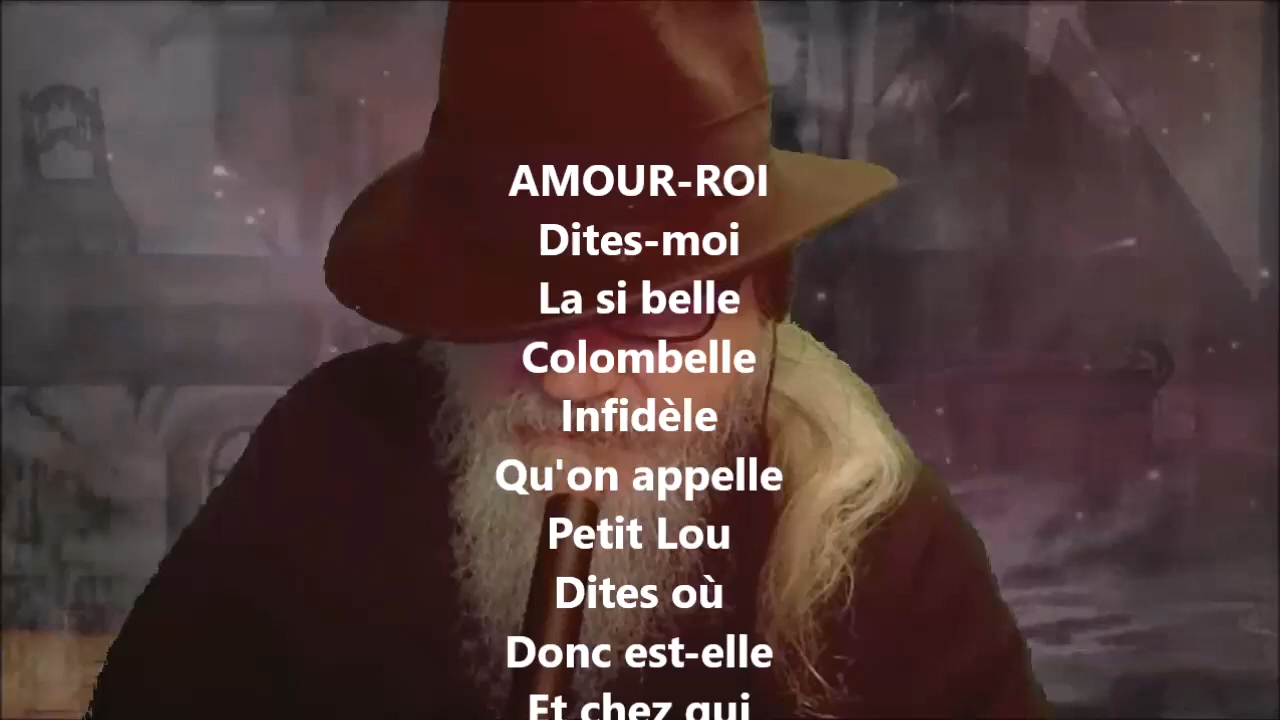 AMOUR-ROI
Dites-moi
La si belle
Colombelle
Infidèle
Qu'on appelle
Petit Lou
Dites où
Donc est-elle
Et chez qui